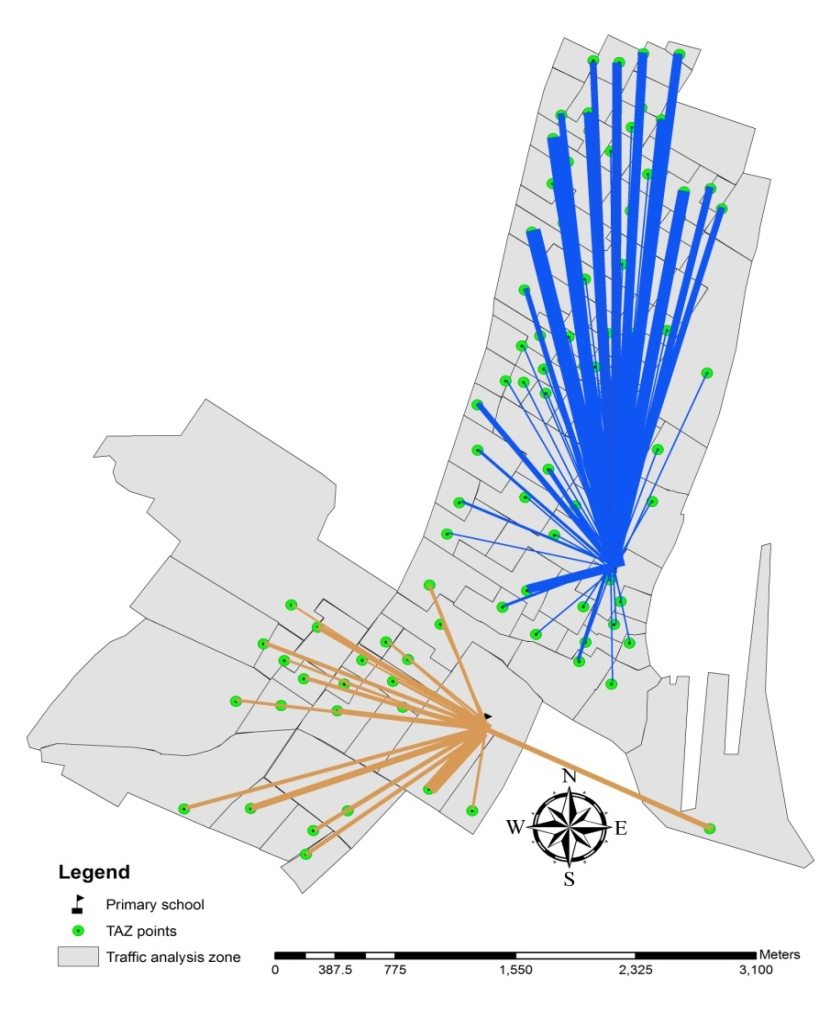 N
W E
S
Legend
Primary school
TAZ points
Traffic analysis zone
Meters
0 387.5 775 1,550 2,325 3,100